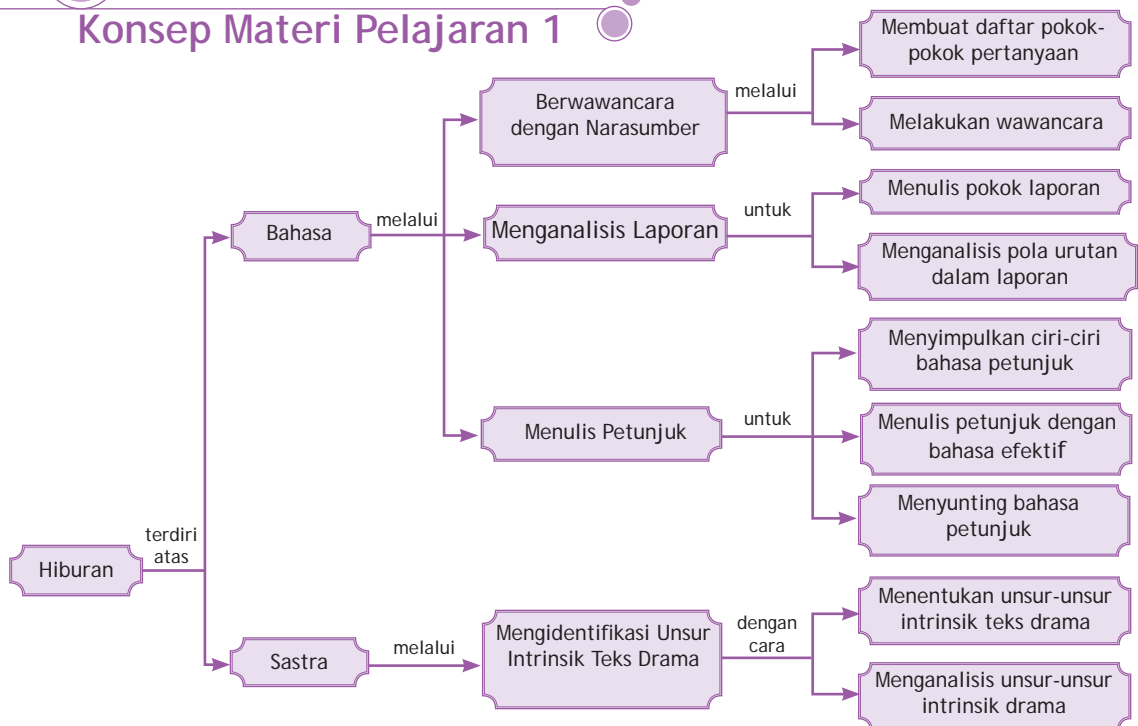 Konsep Materi Pelajaran 1
Hiburan
terdiri
atas
Bahasa
melalui
Berwawancara
dengan Narasumber
melalui
Membuat daftar pokok-
pokok pertanyaan
Melakukan wawancara
Menganalisis Laporan
untuk
Menulis pokok laporan
Menganalisis pola urutan
dalam laporan
Menulis Petunjuk
untuk
Menyimpulkan ciri-ciri
bahasa petunjuk
Menulis petunjuk dengan
bahasa efektif
Menyunting bahasa
petunjuk
Sastra
melalui
Mengidentifikasi Unsur
Intrinsik Teks Drama
dengan
cara
Menentukan unsur-unsur
intrinsik teks drama
Menganalisis unsur-unsur
intrinsik drama